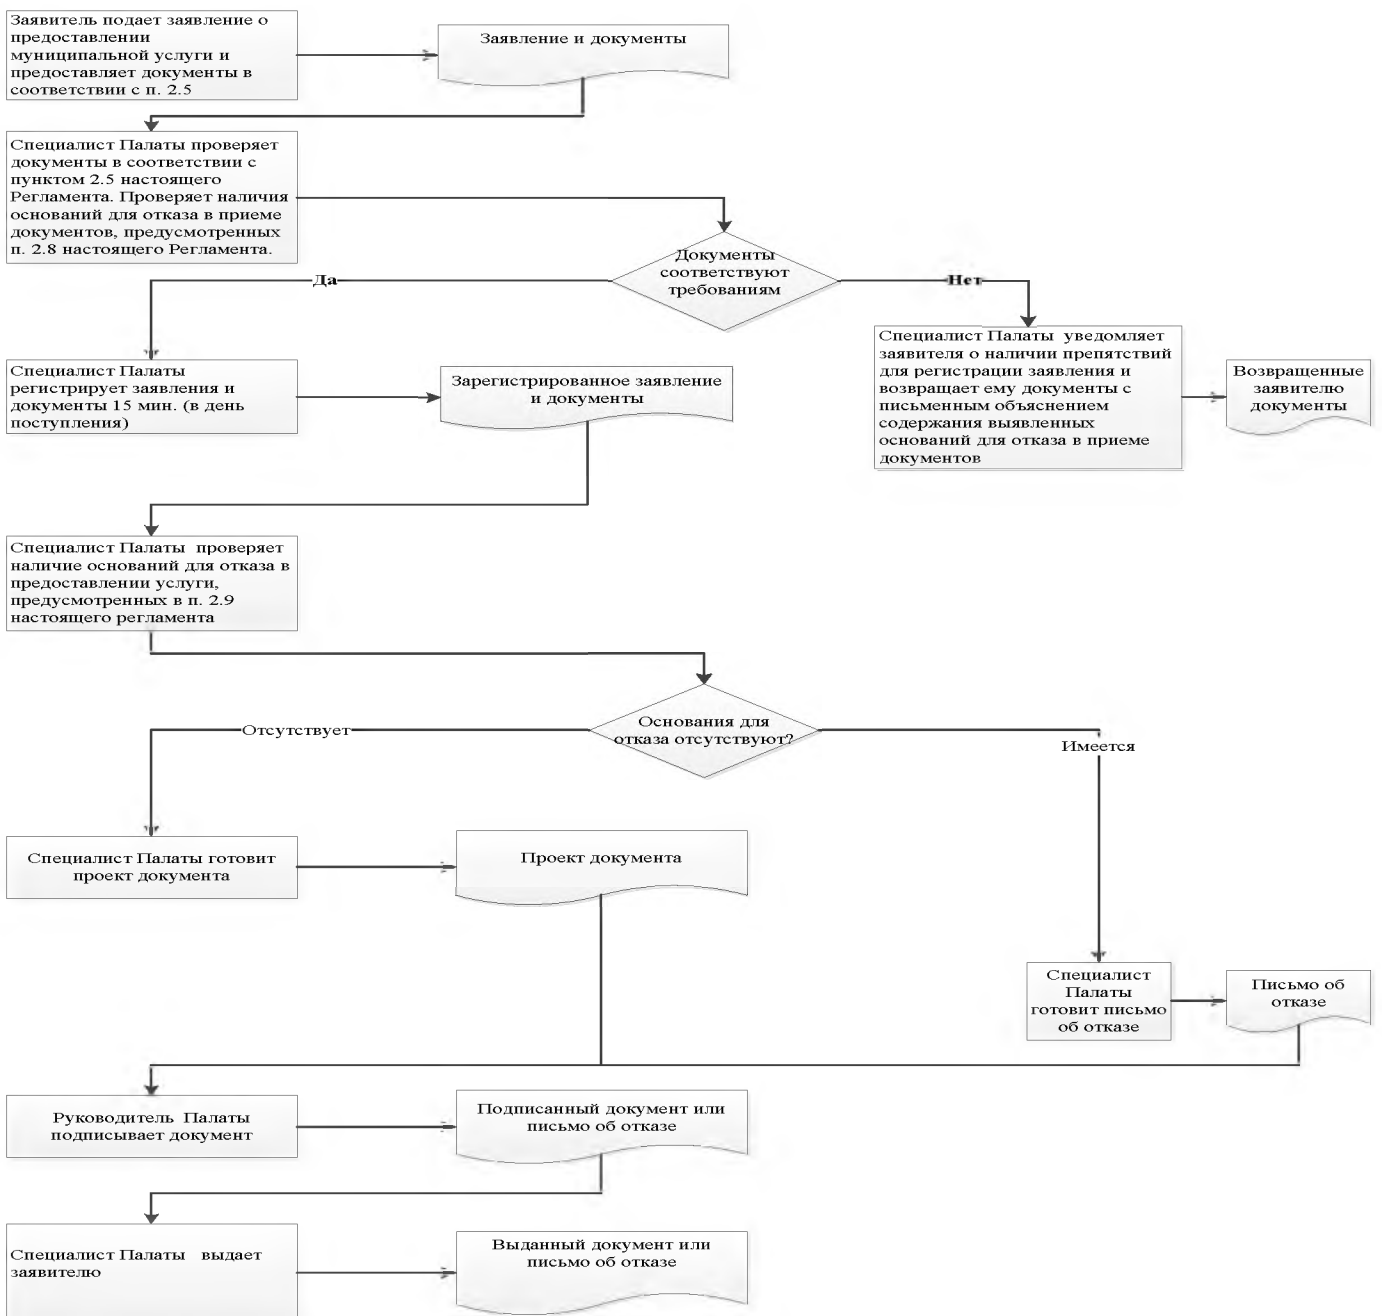 Заявитель подает заявление о
предоставлении
муниципальной услуги и
предоставляет документы в
соответствии с п. 2.5
Заявление и документы
Специалист Палаты проверяет
документы в соответствии с
пунктом 2.5 настоящего
Регламента. Проверяет наличия
оснований для отказа в приеме
документов, предусмотренных
п. 2.8 настоящего Регламента.
Документы
соответствуют
требованиям
Да
Нет
Специалист Палаты
регистрирует заявления и
документы 15 мин. (в день
поступления)
Зарегистрированное заявление
и документы
Специалист Палаты уведомляет
заявителя о наличии препятствий
для регистрации заявления и
возвращает ему документы с
письменным объяснением
содержания выявленных
оснований для отказа в приеме
документов
Возвращенные
заявителю
документы
Специалист Палаты проверяет
наличие оснований для отказа в
предоставлении услуги,
предусмотренных в п. 2.9
настоящего регламента
Основания для
отказа отсутствуют?
Отсутствует
Имеется
Специалист Палаты готовит
проект документа
Проект документа
Специалист
Палаты
готовит письмо
об отказе
Письмо об
отказе
Руководитель Палаты
подписывает документ
Подписанный документ или
письмо об отказе
Специалист Палаты выдает
заявителю
Выданный документ или
письмо об отказе